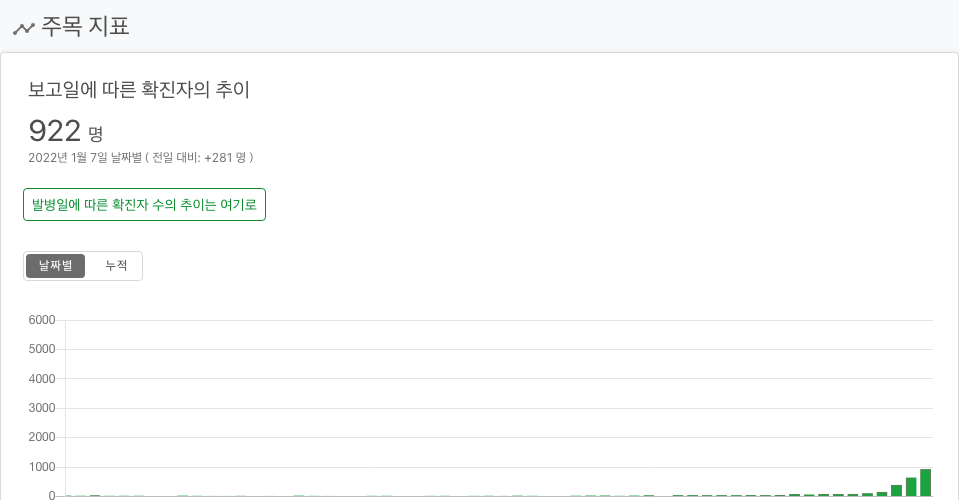 주목 지표
보고일에 따른 확진자의 추이
922 명
2022년 1월 7일 날짜별 ( 전일 대비: +281 명 )
발병일에 따른 확진자 수의 추이는 여기로
날짜별 누적
6000
5000
4000
3000
2000
1000
0